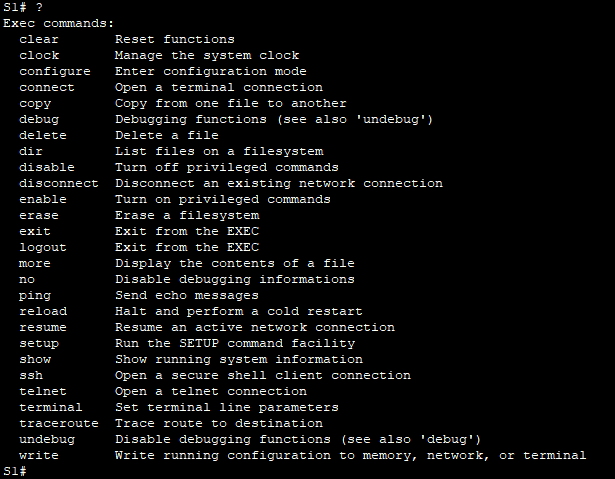 S1# ?
Exec commands:
  clear       Reset functions
  clock       Manage the system clock
  configure   Enter configuration mode
  connect     Open a terminal connection
  copy        Copy from one file to another
  debug       Debugging functions (see also 'undebug')
  delete      Delete a file
  dir         List files on a filesystem
  disable     Turn off privileged commands
  disconnect  Disconnect an existing network connection
  enable      Turn on privileged commands
  erase       Erase a filesystem
  exit        Exit from the EXEC
  logout      Exit from the EXEC
  more        Display the contents of a file
  no          Disable debugging informations
  ping        Send echo messages
  reload      Halt and perform a cold restart
  resume      Resume an active network connection
  setup       Run the SETUP command facility
  show        Show running system information
  ssh         Open a secure shell client connection
  telnet      Open a telnet connection
  terminal    Set terminal line parameters
  traceroute  Trace route to destination
  undebug     Disable debugging functions (see also 'debug')
  write       Write running configuration to memory, network, or terminal
S1#